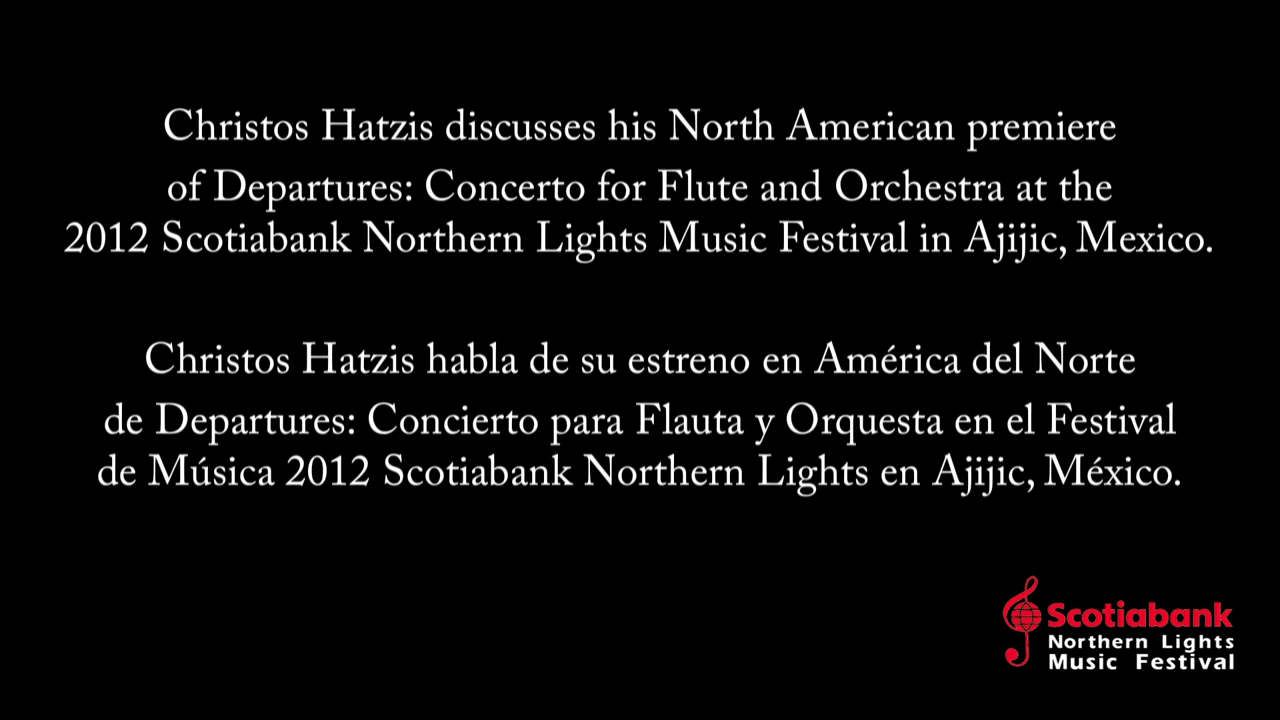 Christos Hatzis discusses his North American premiere
of Departures: Concerto for Flute and Orchestra at the
2012 Scotiabank Northern Lights Music Festival in Ajijic, Mexico.
Christos Hatzis habla de su estreno en América del Norte
de Departures: Concierto para Flauta y Orquesta en el Festival
de Música 2012 Scotiabank Northern Lights en Ajijic, México.
Scotiabank
Northern Lights
Music Festival